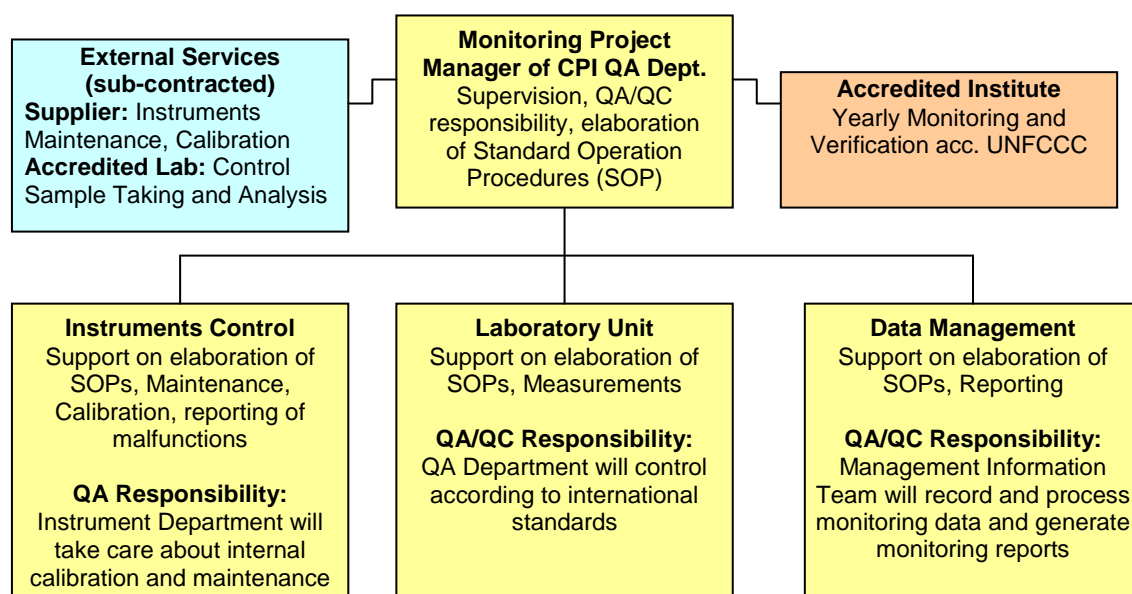 External Services
(sub-contracted)
Supplier: Instruments
Maintenance, Calibration
Accredited Lab: Control
Sample Taking and Analysis
Monitoring Project
Manager of CPI QA Dept.
Supervision, QA/QC
responsibility, elaboration
of Standard Operation
Procedures (SOP)
Accredited Institute
Yearly Monitoring and
Verification acc. UNFCCC
Instruments Control
Support on elaboration of
SOPs, Maintenance,
Calibration, reporting of
malfunctions
QA Responsibility:
Instrument Department will
take care about internal
calibration and maintenance
Laboratory Unit
Support on elaboration of
SOPs, Measurements
QA/QC Responsibility:
QA Department will control
according to international
standards
Data Management
Support on elaboration of
SOPs, Reporting
QA/QC Responsibility:
Management Information
Team will record and process
monitoring data and generate
monitoring reports